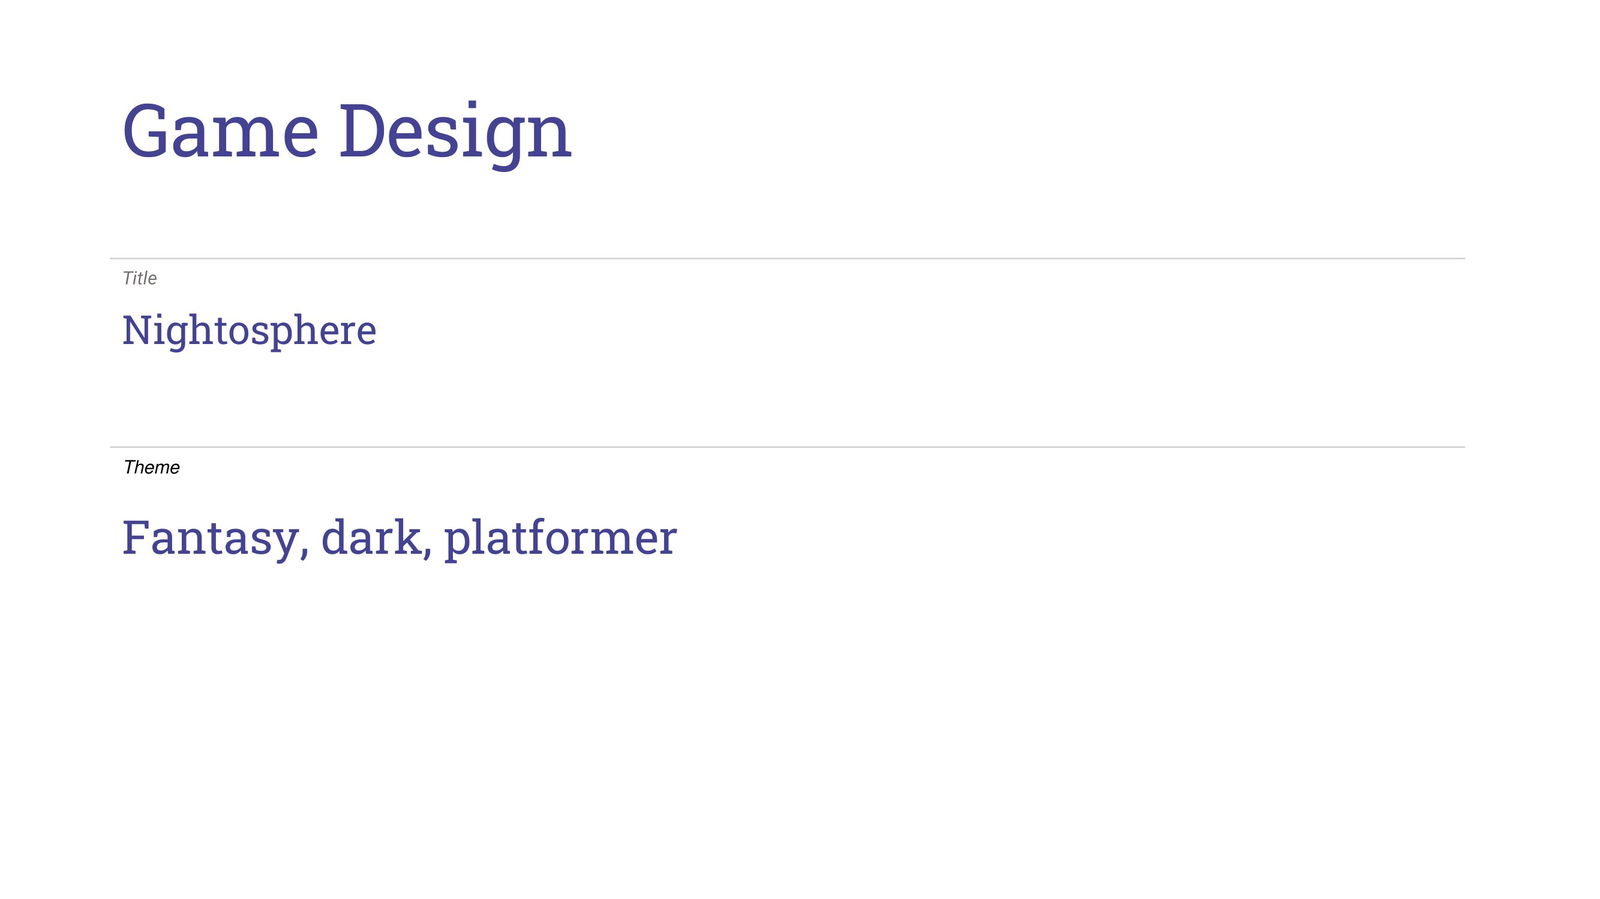 Game Design
Title
Nightosphere
Theme
Fantasy, dark, platformer